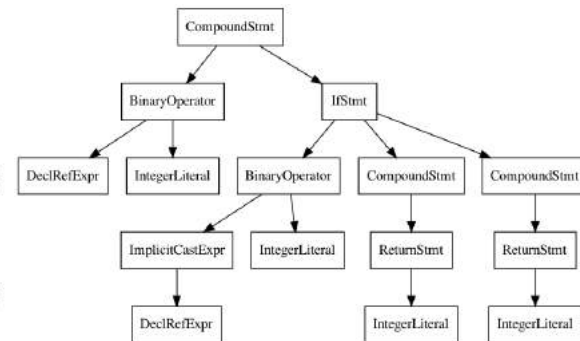 CompoundStmt
BinaryOperator IfStmt
DeclRefExpr IntegerLiteral BinaryOperator CompoundStmt CompoundStmt
ImplicitCastExpr IntegerLiteral ReturnStmt ReturnStmt
DeclRefExpr IntegerLiteral IntegerLiteral